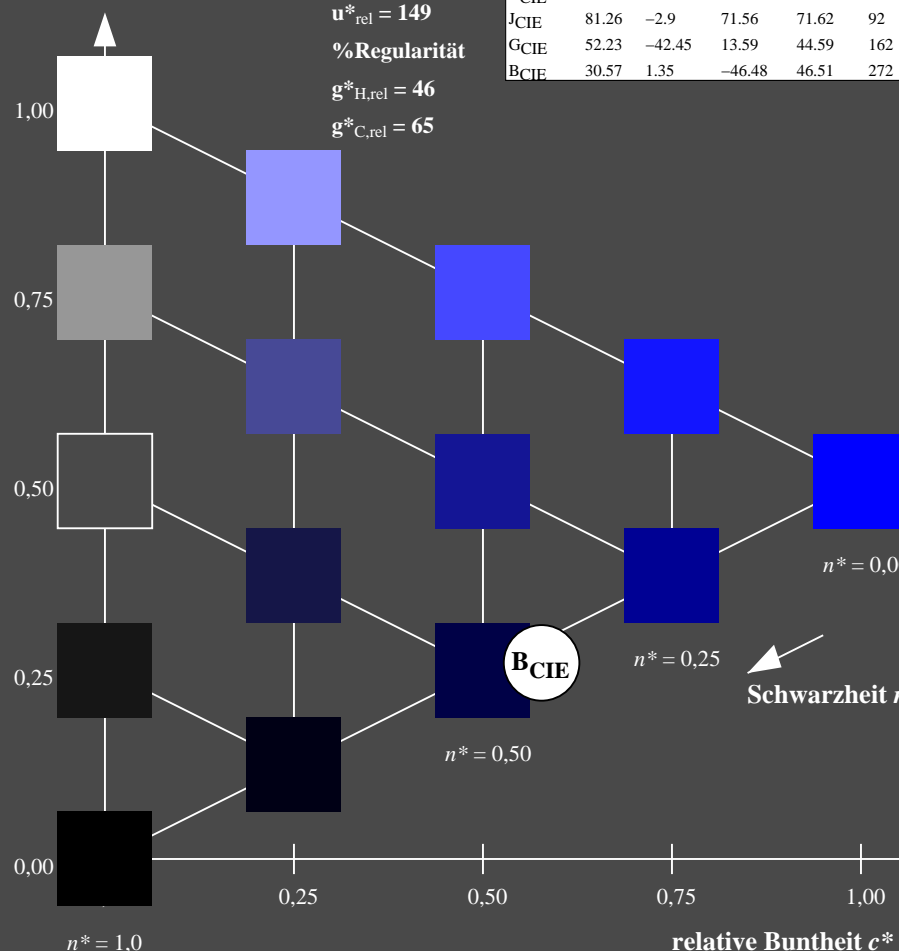 u*rel = 149
%Regularität
g*H,rel = 46
g*C,rel = 65
JCIE 81.26 –2.9 71.56 71.62 92
GCIE 52.23 –42.45 13.59 44.59 162
BCIE 30.57 1.35 –46.48 46.51 272
1,00
0,75
0,50
0,25
0,00
BCIE
n* = 0,0
n* = 0,25
Schwarzheit
n* = 0,50
0,25 0,50 0,75 1,00
n* = 1,0
relative Buntheit c*